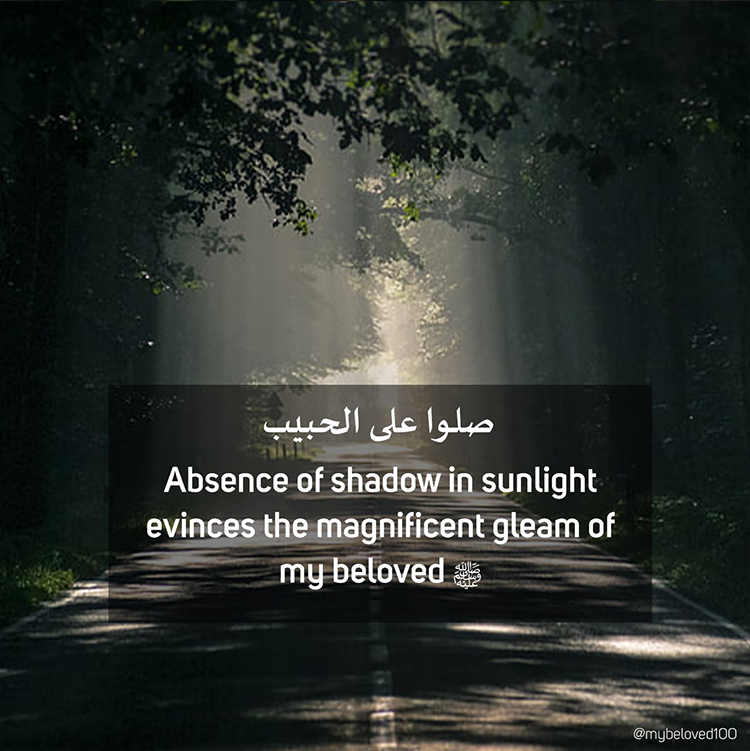 صلوا على الحبيب
Absence of shadow in sunlight
evinces the magnificent gleam of
my beloved ﷺ
@mybeloved100